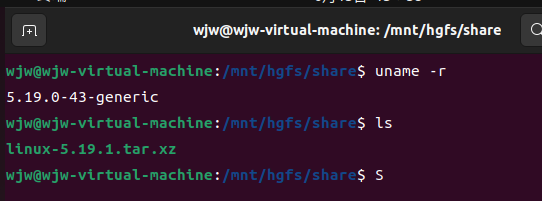 wjw@wjw-virtual-machine: /mnt/hgfs/share
wjw@wjw-virtual-machine:/mnt/hgfs/share$ uname -r
5.19.0-43-generic
wjw@wjw-virtual-machine:/mnt/hgfs/share$ ls
linux-5.19.1.tar.xz
wjw@wjw-virtual-machine:/mnt/hgfs/share$ S